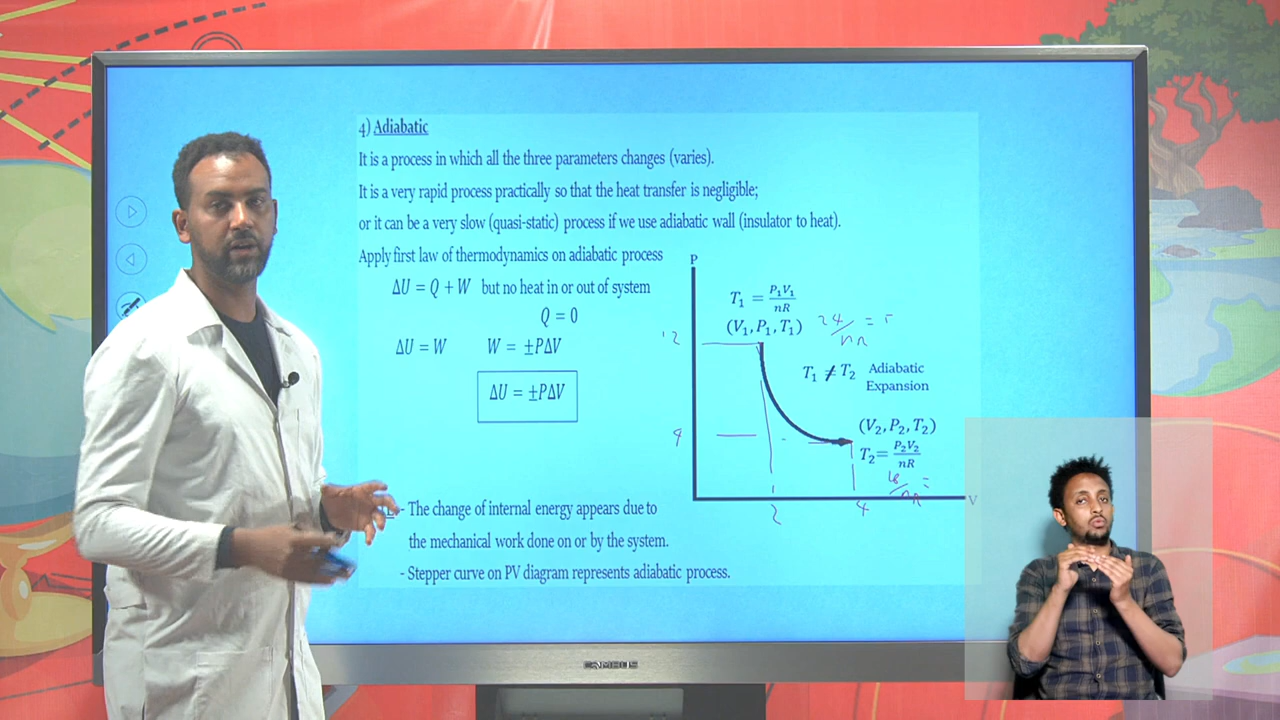 4) Adiabatic
It is a process in which all the three parameters changes (varies).
It is a very rapid process practically so that the heat transfer is negligible;
or it can be a very slow (quasi-static) process if we use adiabatic wall (insulator to heat).
Apply first law of thermodynamics on adiabatic process
ΔU = Q + W but no heat in or out of system
Q = 0
ΔU = W W = ±PΔV
ΔU = ±PΔV
P
T₁ = P₁V₁/nR
(V₁, P₁, T₁)
24/nR =
12
T₁ ≠ T₂ Adiabatic
Expansion
(V₂, P₂, T₂)
T₂= P₂V₂/nR
/nR =
4
2
4
V
- The change of internal energy appears due to
the mechanical work done on or by the system.
- Stepper curve on PV diagram represents adiabatic process.